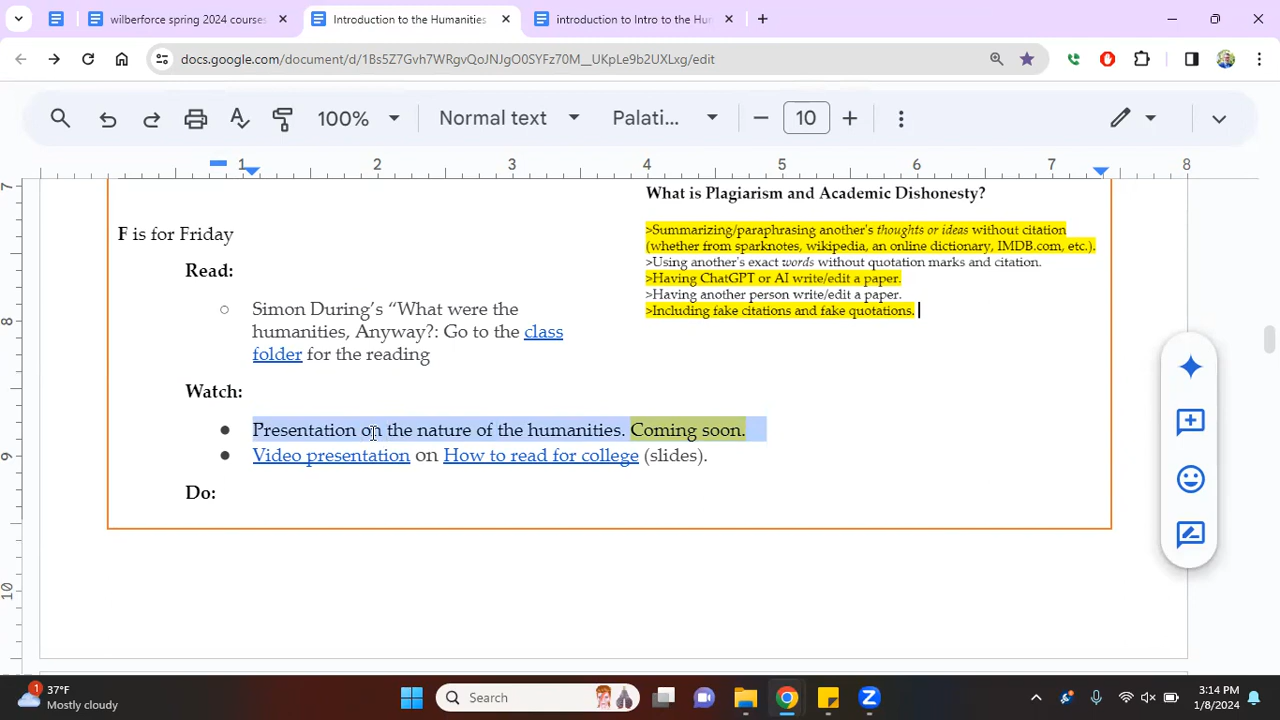 wilberforce spring 2024 courses
Introduction to the Humanities
introduction to Intro to the Hum
docs.google.com/document/d/1Bs5Z7Gvh7WRgvQoJNJgO0SYFz70M__UKpLe9b2UXLxg/edit
100%
Normal text
Palati...
10
1 2 3 4 5 6 7 8
7
What is Plagiarism and Academic Dishonesty?
>Summarizing/paraphrasing another's thoughts or ideas without citation
(whether from sparknotes, wikipedia, an online dictionary, IMDB.com, etc.).
>Using another's exact words without quotation marks and citation.
>Having ChatGPT or AI write/edit a paper.
>Having another person write/edit a paper.
>Including fake citations and fake quotations.
F is for Friday
Read:
Simon During’s “What were the
humanities, Anyway?: Go to the class
folder for the reading
8
Watch:
Presentation on the nature of the humanities. Coming soon.
Video presentation on How to read for college (slides).
9
Do:
10
1
37°F
Mostly cloudy
Search
3:14 PM
1/8/2024